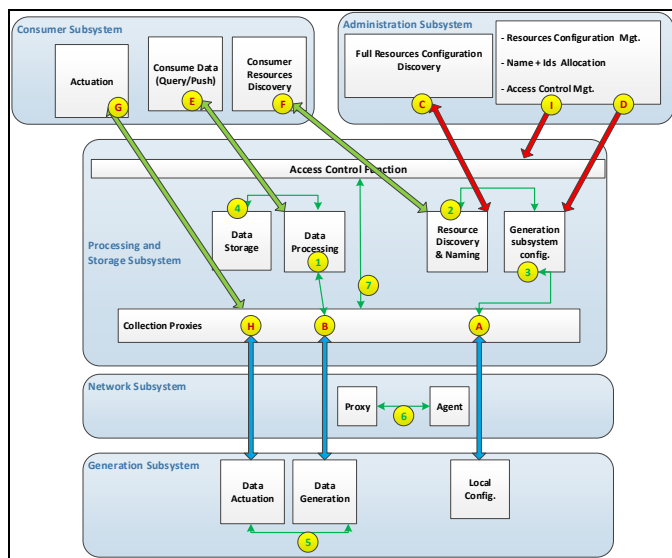 Consumer Subsystem
Administration Subsystem
Actuation
Consume Data
(Query/Push)
Consumer
Resources
Discovery
Full Resources Configuration
Discovery
- Resources Configuration Mgt.
- Name + Ids Allocation
- Access Control Mgt.
G
E
F
C
I
D
Access Control Function
4
2
Data
Storage
Data
Processing
1
Resource
Discovery
& Naming
Generation
subsystem
config.
3
Processing and
Storage Subsystem
7
Collection Proxies
H
B
A
Network Subsystem
Proxy
Agent
6
Generation Subsystem
Data
Actuation
Data
Generation
Local
Config.
5